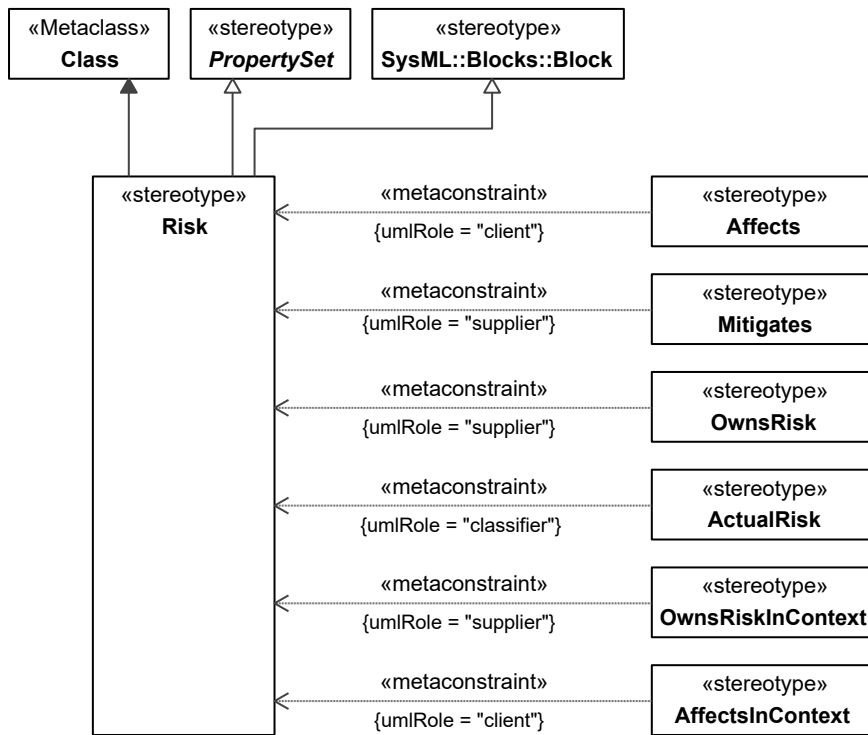 «Metaclass»
Class
«stereotype»
PropertySet
«stereotype»
SysML::Blocks::Block
«stereotype»
Risk
«metaconstraint»
{umlRole = "client"}
«stereotype»
Affects
«metaconstraint»
{umlRole = "supplier"}
«stereotype»
Mitigates
«metaconstraint»
{umlRole = "supplier"}
«stereotype»
OwnsRisk
«metaconstraint»
{umlRole = "classifier"}
«stereotype»
ActualRisk
«metaconstraint»
{umlRole = "supplier"}
«stereotype»
OwnsRiskInContext
«metaconstraint»
{umlRole = "client"}
«stereotype»
AffectsInContext